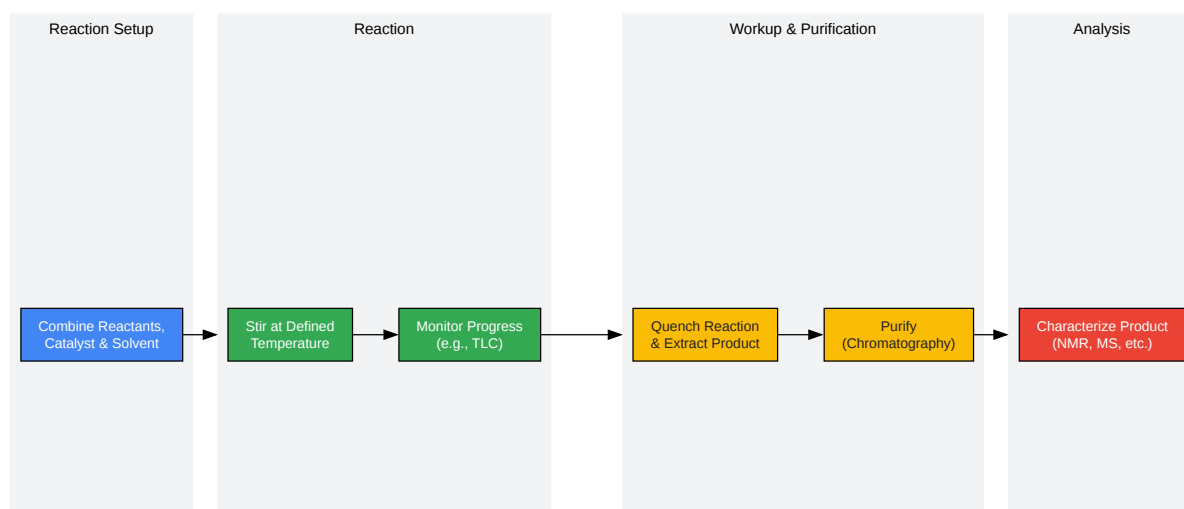 Reaction Setup
Reaction
Workup & Purification
Analysis
Combine Reactants,
Catalyst & Solvent
Stir at Defined
Temperature
Monitor Progress
(e.g., TLC)
Quench Reaction
& Extract Product
Purify
(Chromatography)
Characterize Product
(NMR, MS, etc.)